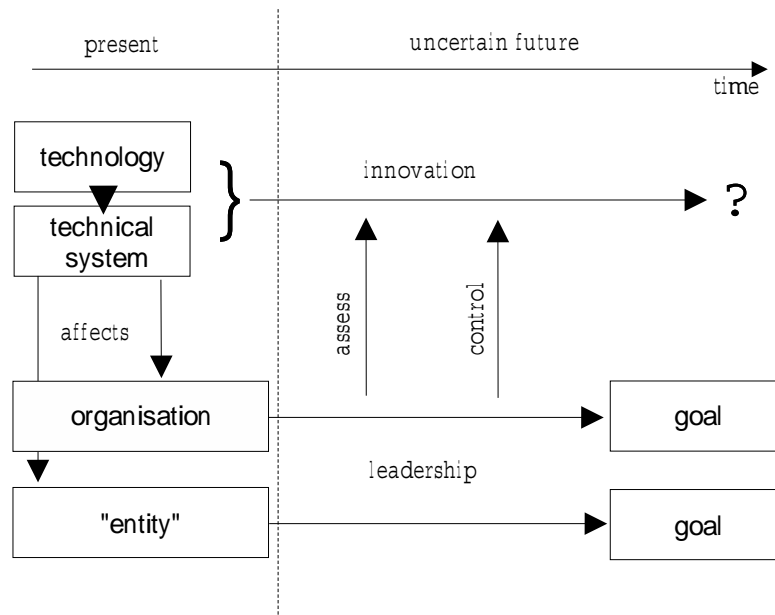 present
uncertain future
time
technology
}
innovation
?
technical
system
assess
control
affects
organisation
goal
leadership
"entity"
goal